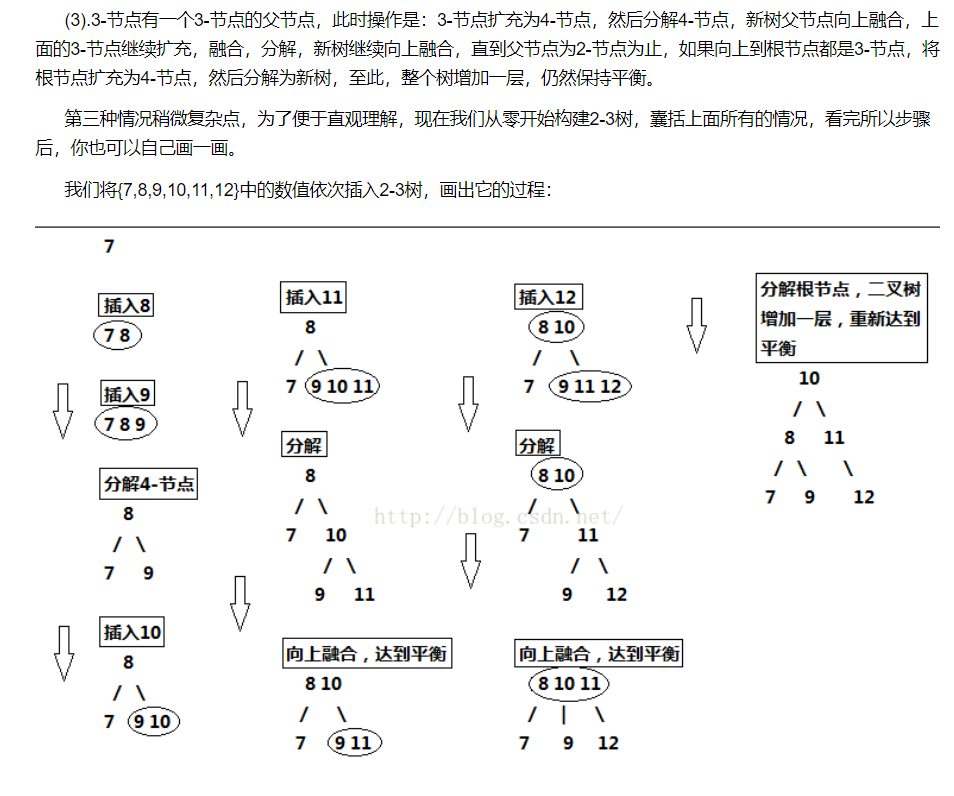 (3).3-节点有一个3-节点的父节点，此时操作是：3-节点扩充为4-节点，然后分解4-节点，新树父节点向上融合，上
面的3-节点继续扩充，融合，分解，新树继续向上融合，直到父节点为2-节点为止，如果向上到根节点都是3-节点，将
根节点扩充为4-节点，然后分解为新树，至此，整个树增加一层，仍然保持平衡。
第三种情况稍微复杂点，为了便于直观理解，现在我们从零开始构建2-3树，囊括上面所有的情况，看完所以步骤
后，你也可以自己画一画。
我们将{7,8,9,10,11,12}中的数值依次插入2-3树，画出它的过程：
7
插入8
7 8
插入9
7 8 9
分解4-节点
8
7 9
插入10
8
7 9 10
插入11
8
7 9 10 11
分解
8
7 10
9 11
向上融合，达到平衡
8 10
7 9 11
插入12
8 10
7 9 11 12
分解
8 10
7 11
9 12
向上融合，达到平衡
8 10 11
7 9 12
分解根节点，二叉树
增加一层，重新达到
平衡
10
8 11
7 9 12
http://blog.csdn.net/